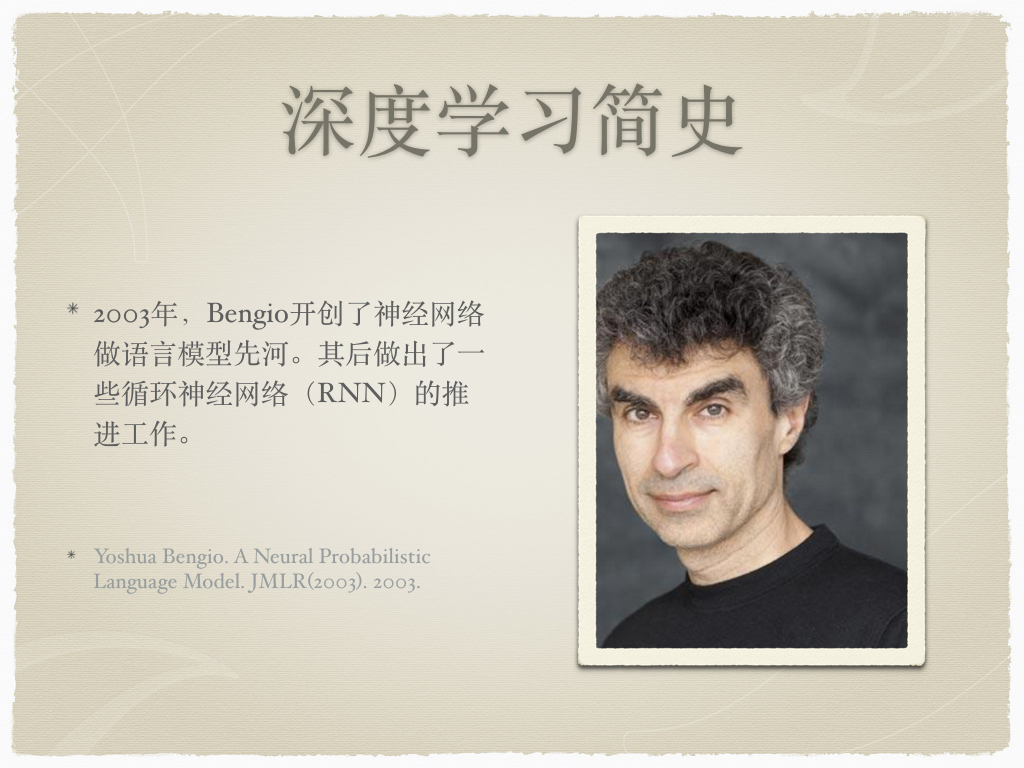 深度学习简史
2003年，Bengio开创了神经网络
做语言模型先河。其后做出了一
些循环神经网络（RNN）的推
进工作。
Yoshua Bengio. A Neural Probabilistic
Language Model. JMLR(2003). 2003.